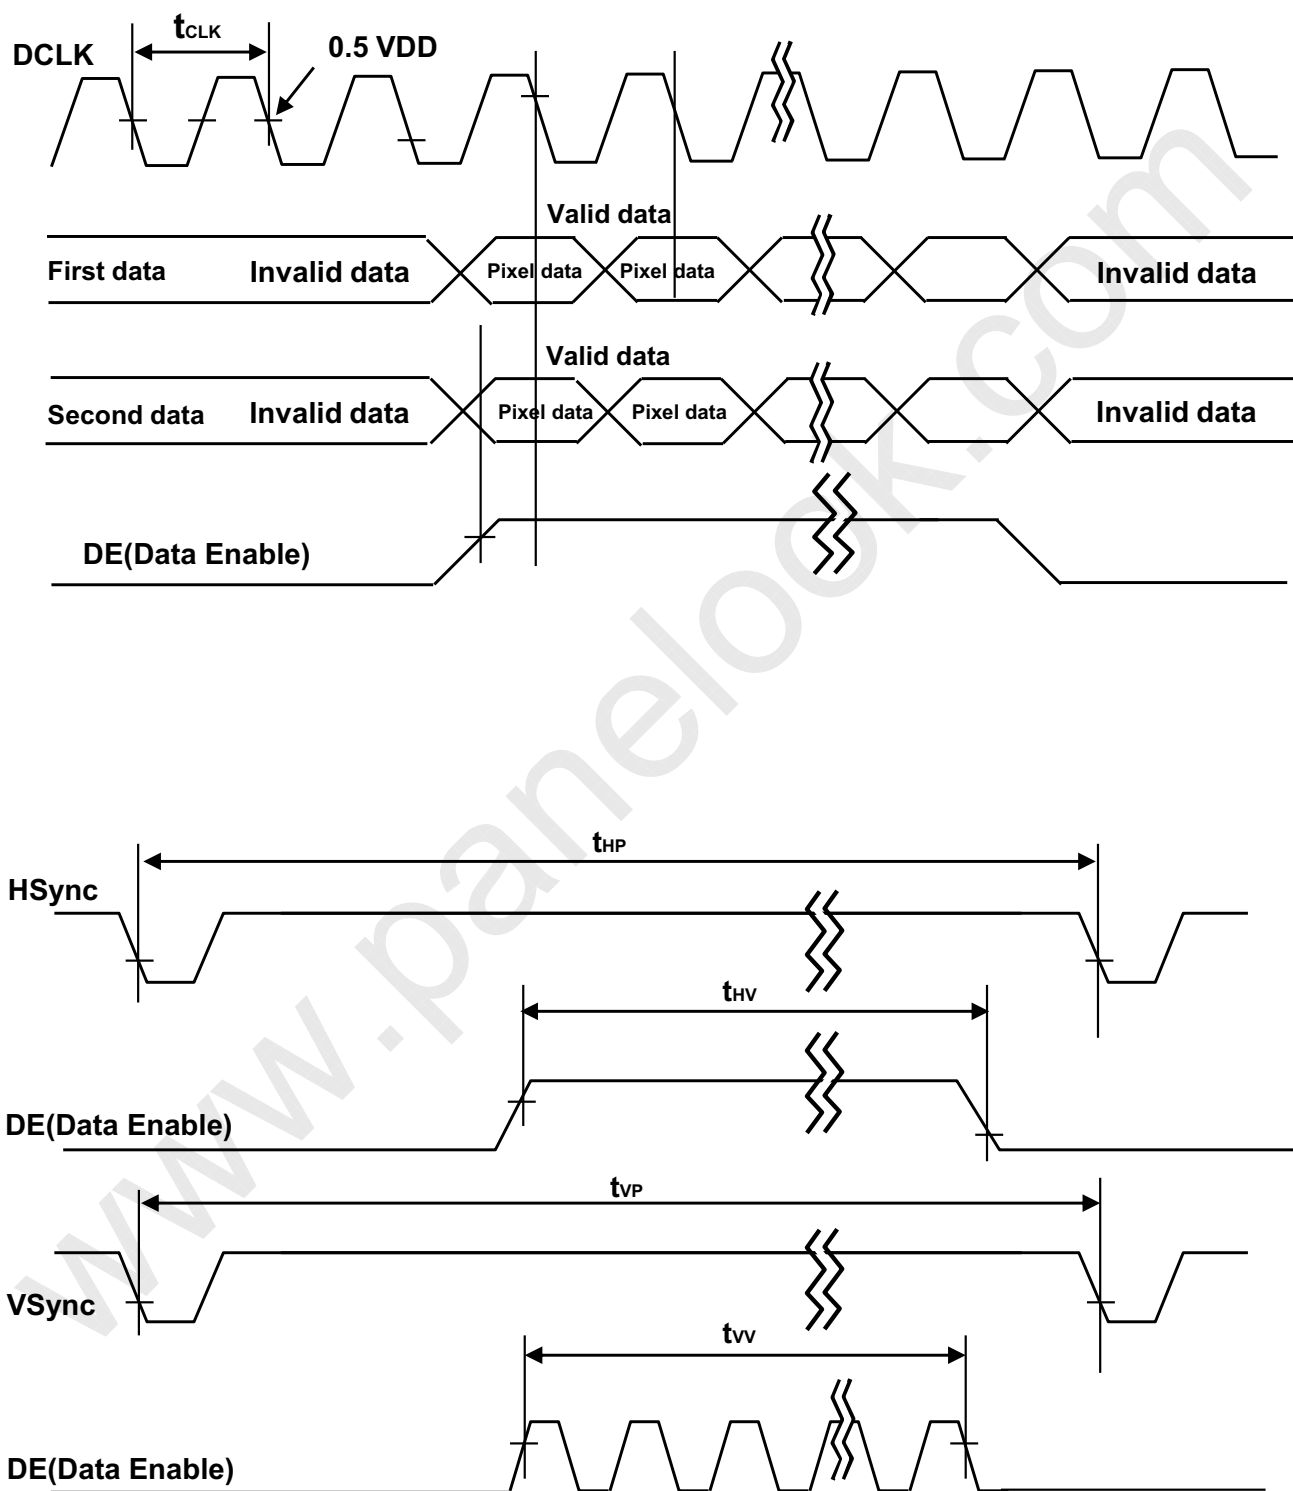 tCLK
DCLK
0.5 VDD
Valid data
First data
Invalid data
Pixel data
Pixel data
Invalid data
Valid data
Second data
Invalid data
Pixel data
Pixel data
Invalid data
DE(Data Enable)
tHP
HSync
tHV
DE(Data Enable)
tVP
VSync
tVV
DE(Data Enable)
www.panelook.com